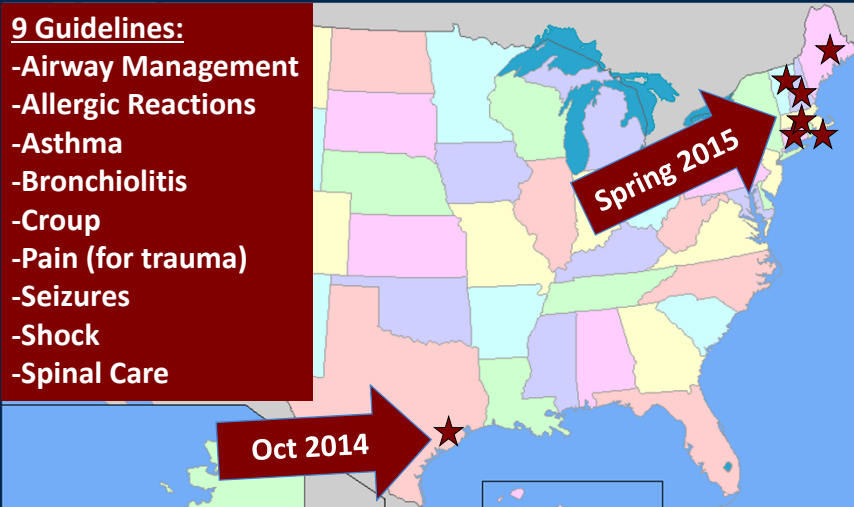 9 Guidelines:
-Airway Management
-Allergic Reactions
-Asthma
-Bronchiolitis
-Croup
-Pain (for trauma)
-Seizures
-Shock
-Spinal Care
Spring 2015
Oct 2014